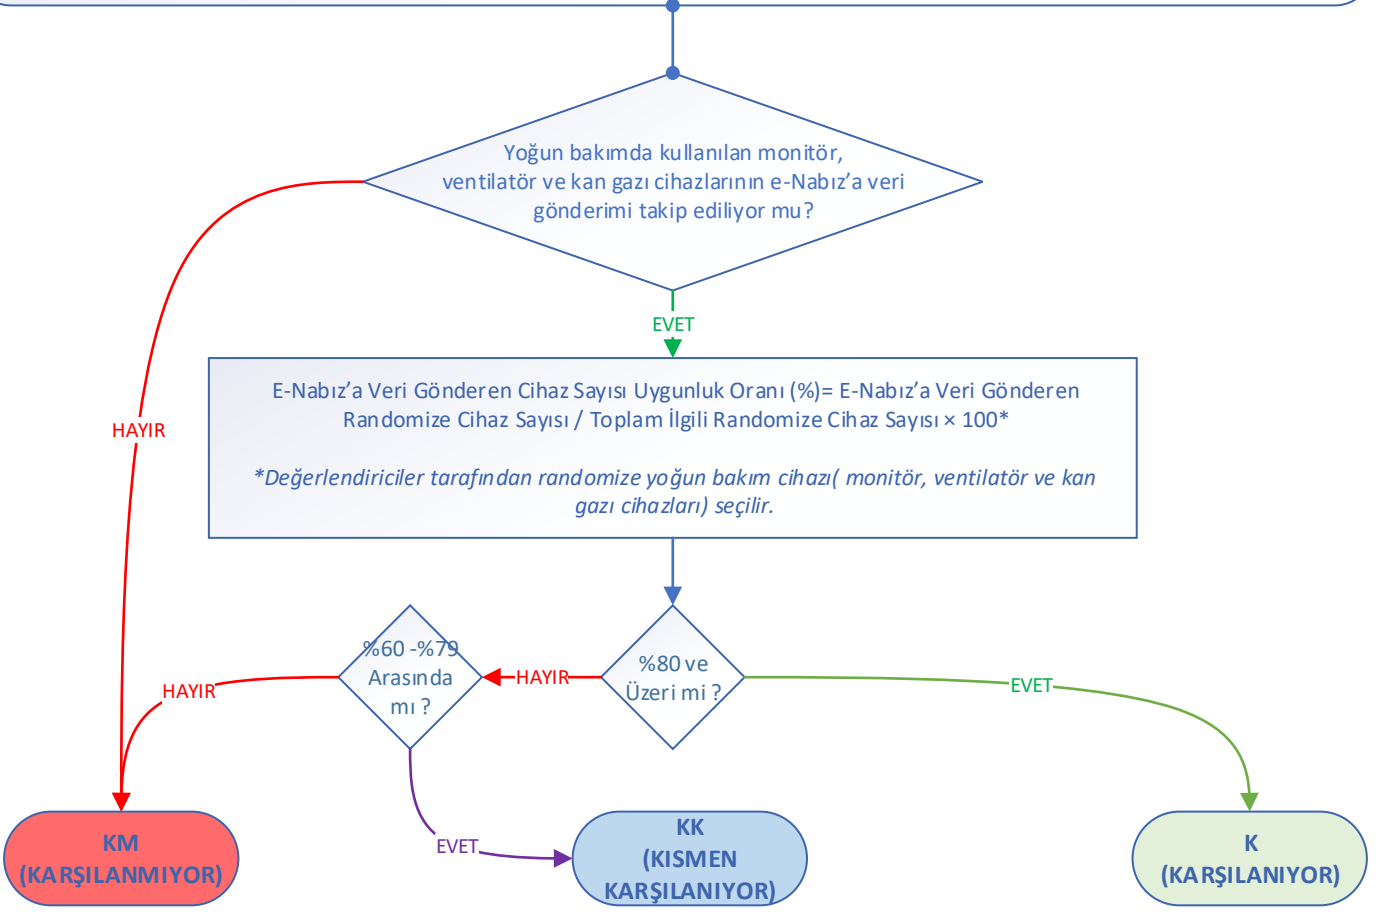 Yoğun bakımda kullanılan monitör,
ventilatör ve kan gazı cihazlarının e-Nabız’a veri
gönderimi takip ediliyor mu?
EVET
E-Nabız’a Veri Gönderen Cihaz Sayısı Uygunluk Oranı (%)= E-Nabız’a Veri Gönderen
Randomize Cihaz Sayısı / Toplam İlgili Randomize Cihaz Sayısı × 100*
*Değerlendiriciler tarafından randomize yoğun bakım cihazı( monitör, ventilatör ve kan
gazı cihazları) seçilir.
HAYIR
%80 ve
Üzeri mi ?
HAYIR
%60 -%79
Arasında
mı ?
HAYIR
EVET
EVET
KM
(KARŞILANMIYOR)
KK
(KISMEN
KARŞILANIYOR)
K
(KARŞILANIYOR)